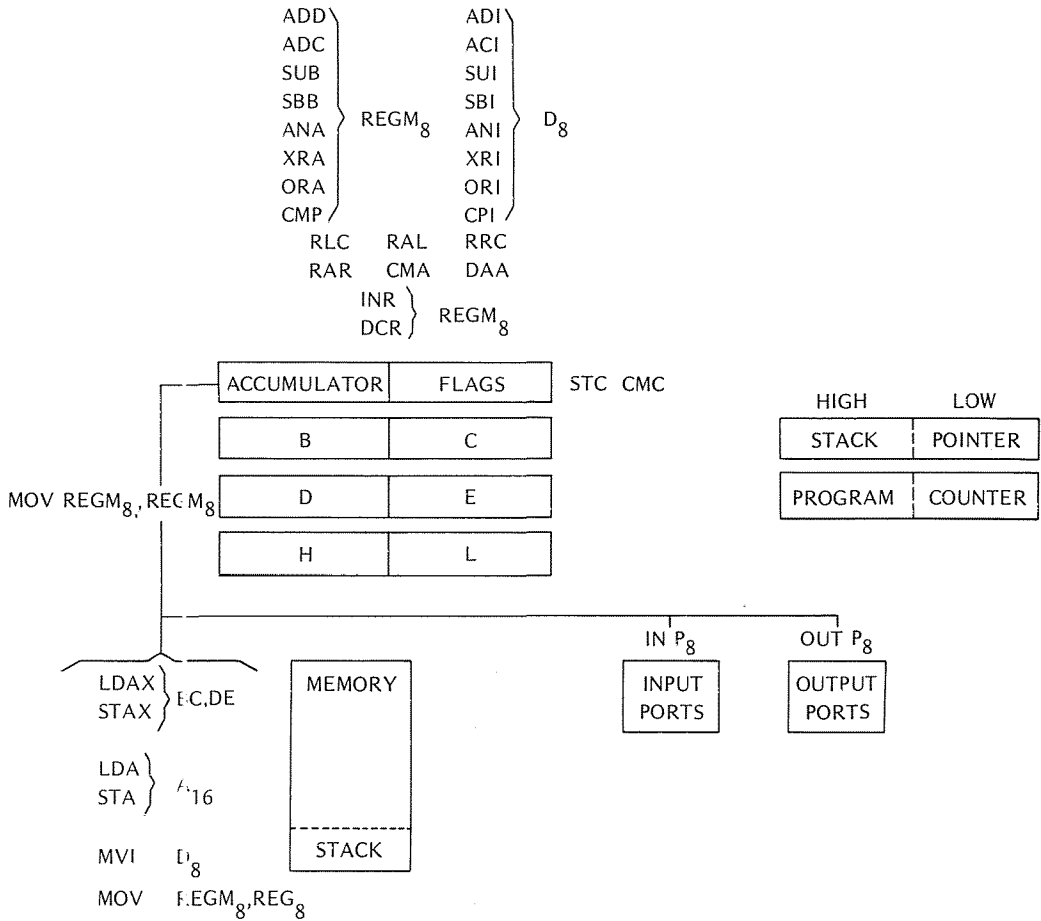 ADD ADI
ADC ACI
SUB SUI
SBB SBI
REGM8 D8
ANA ANI
XRA XRI
ORA ORI
CMP CPI
RLC RAL RRC
RAR CMA DAA
INR
DCR REGM8
ACCUMULATOR FLAGS STC CMC
HIGH LOW
B C STACK POINTER
MOV REGM8,REGM8 D E PROGRAM COUNTER
H L
IN P8 OUT P8
LDAX
STAX BC,DE
MEMORY
INPUT PORTS
OUTPUT PORTS
LDA
STA A16
STACK
MVI D8
MOV REGM8,REG8